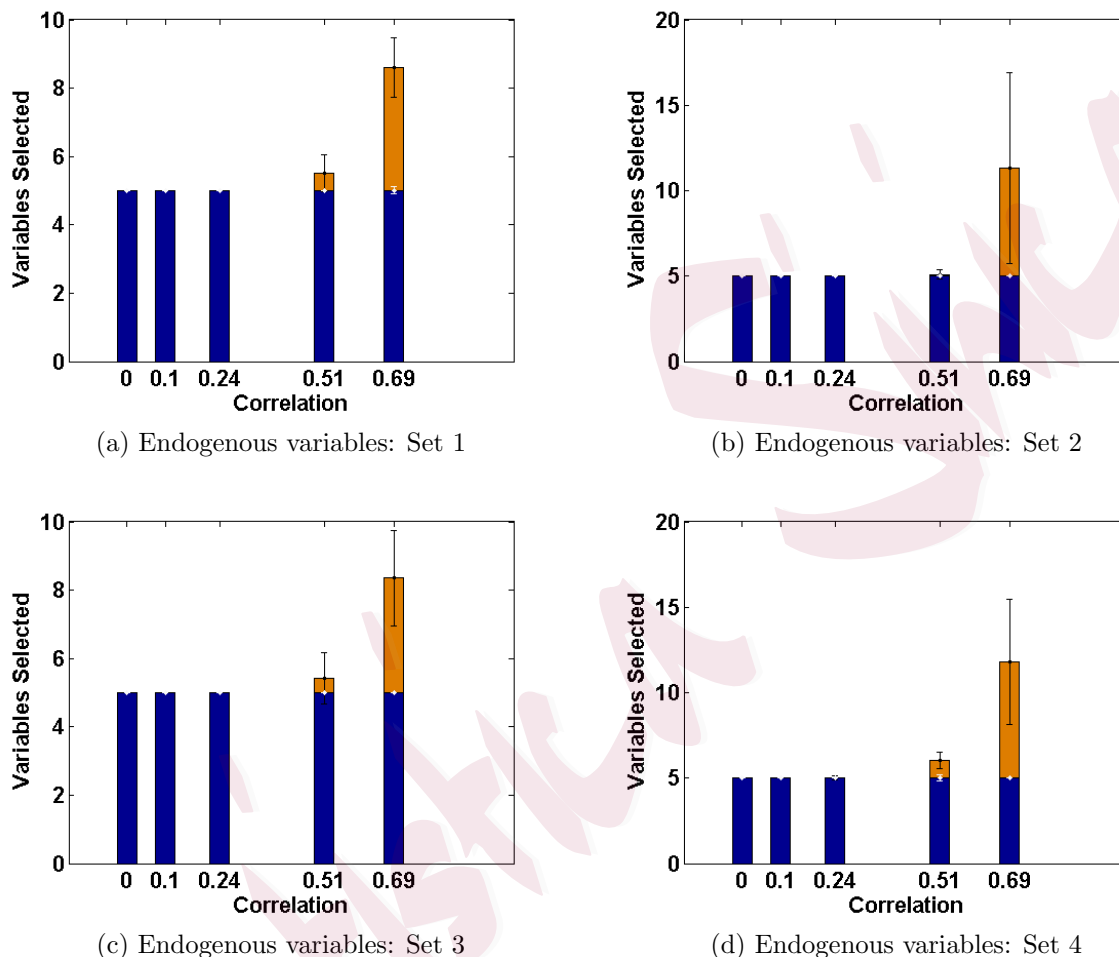 10
8
6
4
2
0
Variables Selected
0 0.1 0.24 0.51 0.69
Correlation
(a) Endogenous variables: Set 1
20
15
10
5
0
Variables Selected
0 0.1 0.24 0.51 0.69
Correlation
(b) Endogenous variables: Set 2
10
8
6
4
2
0
Variables Selected
0 0.1 0.24 0.51 0.69
Correlation
(c) Endogenous variables: Set 3
20
15
10
5
0
Variables Selected
0 0.1 0.24 0.51 0.69
Correlation
(d) Endogenous variables: Set 4